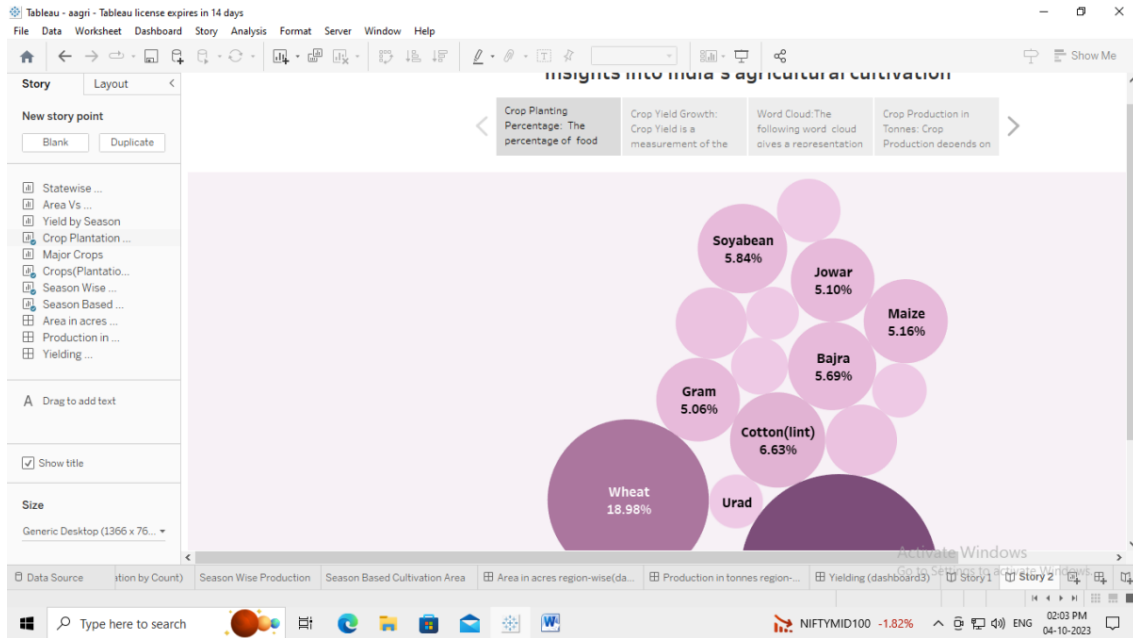 Tableau - aagri - Tableau license expires in 14 days
File Data Worksheet Dashboard Story Analysis Format Server Window Help
Show Me
Story Layout
Insights into India's agricultural cultivation
New story point
Blank Duplicate
Crop Planting
Percentage: The
percentage of food
Crop Yield Growth:
Crop Yield is a
measurement of the
Word Cloud:The
following word cloud
gives a representation
Crop Production in
Tonnes: Crop
Production depends on
Statewise ...
Area Vs ...
Yield by Season
Crop Plantation ...
Major Crops
Crops(Plantatio...
Season Wise ...
Season Based ...
Area in acres ...
Production in ...
Yielding ...
A Drag to add text
Show title
Size
Generic Desktop (1366 x 76...
Soyabean
5.84%
Jowar
5.10%
Maize
5.16%
Bajra
5.69%
Gram
5.06%
Cotton(lint)
6.63%
Wheat
18.98%
Urad
Activate Windows
Go to Settings to activate Windows.
Data Source ation by Count) Season Wise Production Season Based Cultivation Area Area in acres region-wise(da... Production in tonnes region-... Yielding (dashboard3) Story 1 Story 2
Type here to search
NIFTYMID100 -1.82%
ENG
02:03 PM
04-10-2023